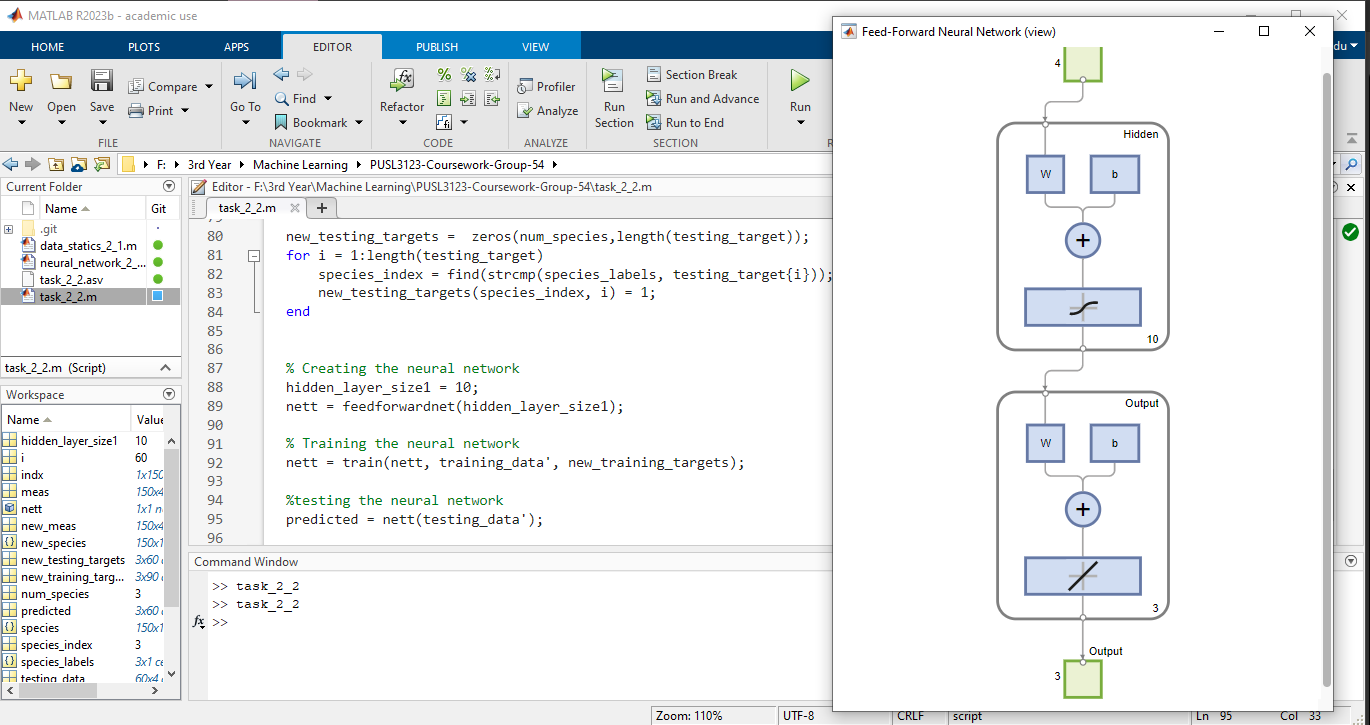 MATLAB R2023b - academic use
HOME PLOTS APPS EDITOR PUBLISH VIEW
New Open Save Compare Print
FILE
Go To Find Bookmark
NAVIGATE
Refactor
CODE
Profiler Analyze
ANALYZE
Run Section
Section Break
Run and Advance
Run to End
SECTION
Run
F: 3rd Year Machine Learning PUSL3123-Coursework-Group-54
Current Folder
Name Git
.git
data_statics_2_1.m
neural_network_2_...
task_2_2.asv
task_2_2.m
task_2_2.m (Script)
Workspace
Name Value
hidden_layer_size1 10
i 60
indx 1x150
meas 150x4
nett 1x1 n
new_meas 150x4
new_species 150x1
new_testing_targets 3x60
new_training_targ... 3x90
num_species 3
predicted 3x60
species 150x1
species_index 3
species_labels 3x1 ce
testing_data 60x4
Editor - F:\3rd Year\Machine Learning\PUSL3123-Coursework-Group-54\task_2_2.m
task_2_2.m
80 new_testing_targets =  zeros(num_species,length(testing_target));
81 for i = 1:length(testing_target)
82     species_index = find(strcmp(species_labels, testing_target{i}));
83     new_testing_targets(species_index, i) = 1;
84 end
85
86
87 % Creating the neural network
88 hidden_layer_size1 = 10;
89 nett = feedforwardnet(hidden_layer_size1);
90
91 % Training the neural network
92 nett = train(nett, training_data', new_training_targets);
93
94 %testing the neural network
95 predicted = nett(testing_data');
96
Command Window
>> task_2_2
>> task_2_2
fx >>
Feed-Forward Neural Network (view)
4
Hidden
W b
+
10
Output
W b
+
3
Output
3
du
Zoom: 110% UTF-8 CRLF script Ln 95 Col 33